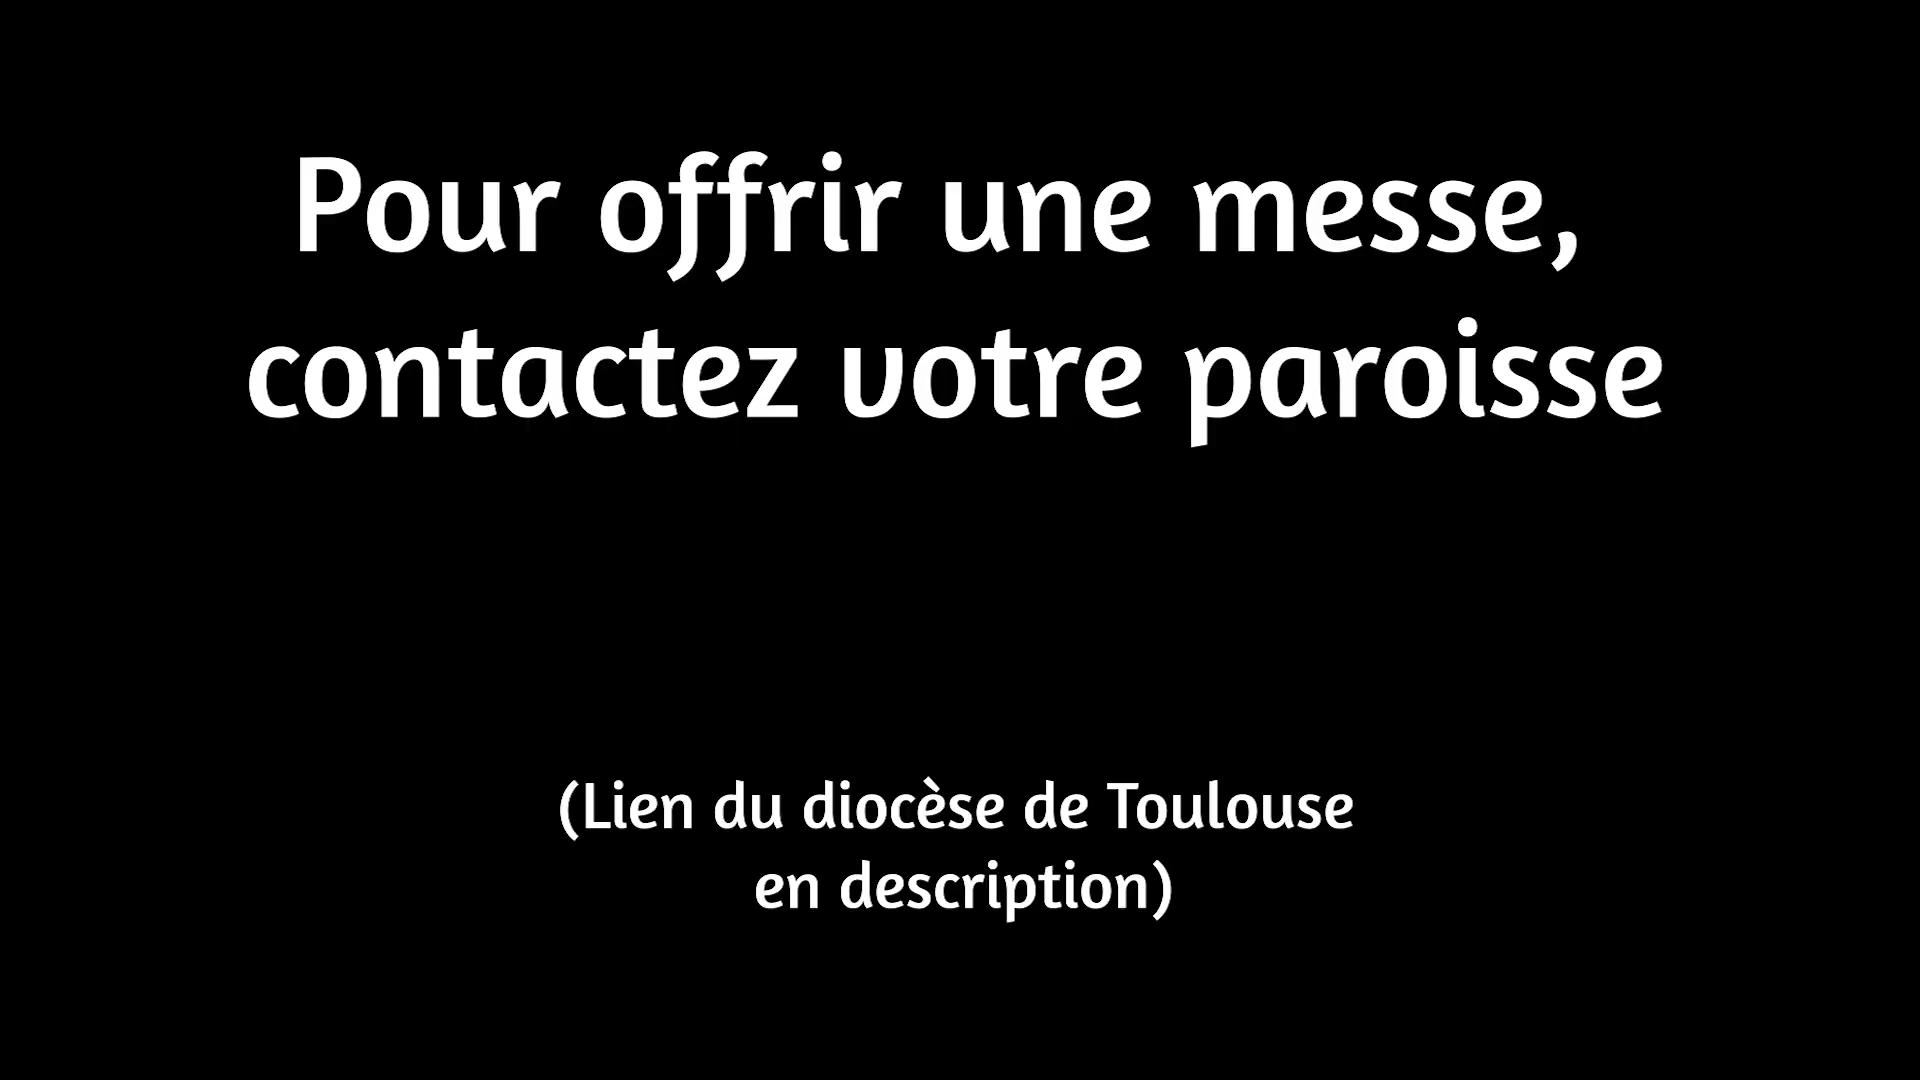 Pour offrir une messe,
contactez votre paroisse
(Lien du diocèse de Toulouse
en description)